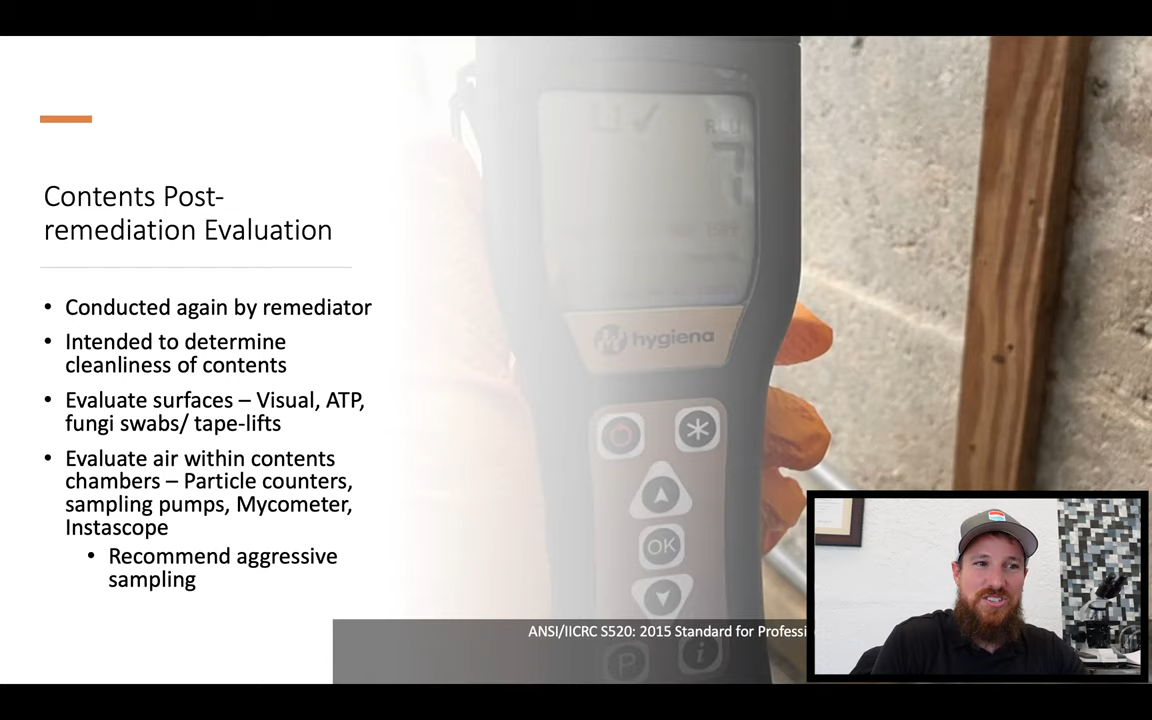 Contents Post-
remediation Evaluation
• Conducted again by remediator
• Intended to determine
cleanliness of contents
• Evaluate surfaces – Visual, ATP,
fungi swabs/ tape-lifts
• Evaluate air within contents
chambers – Particle counters,
sampling pumps, Mycometer,
Instascope
• Recommend aggressive
sampling
RLU
hygiena
OK
P
i
ANSI/IICRC S520: 2015 Standard for Professi